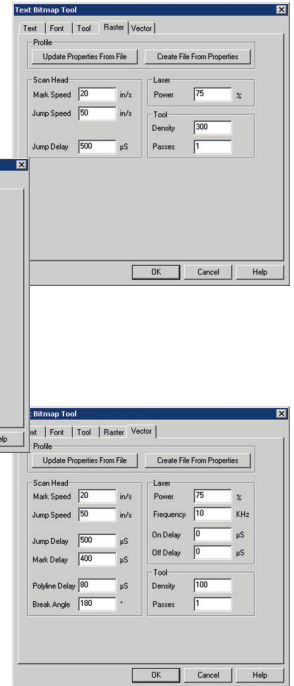 Text Bitmap Tool
Text Font Tool Raster Vector
Profile
Update Properties From File Create File From Properties
Scan Head Laser
Mark Speed 20 in/s Power 75 %
Jump Speed 50 in/s Tool
Density 300
Jump Delay 500 µS Passes 1
OK Cancel Help
elp
Bitmap Tool
ext Font Tool Raster Vector
Profile
Update Properties From File Create File From Properties
Scan Head Laser
Mark Speed 20 in/s Power 75 %
Jump Speed 50 in/s Frequency 10 KHz
Jump Delay 500 µS On Delay 0 µS
Mark Delay 400 µS Off Delay 0 µS
Tool
Polyline Delay 80 µS Density 100
Break Angle 180 ° Passes 1
OK Cancel Help